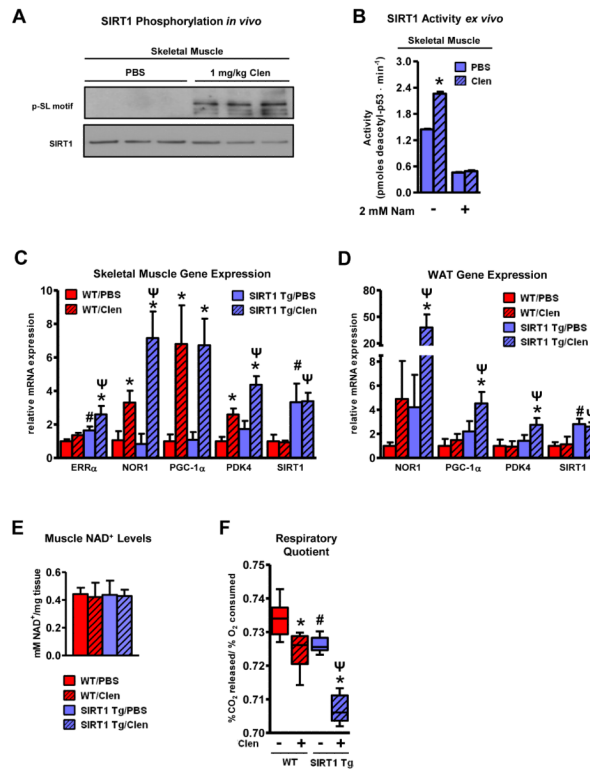 A SIRT1 Phosphorylation in vivo
Skeletal Muscle
PBS 1 mg/kg Clen
p-SL motif
SIRT1
B SIRT1 Activity ex vivo
Skeletal Muscle
PBS
Clen
Activity
(pmoles deacetyl-p53 · min⁻¹)
3.0
2.4
1.8
1.2
0.6
0.0
*
2 mM Nam - +
C Skeletal Muscle Gene Expression
WT/PBS
WT/Clen
SIRT1 Tg/PBS
SIRT1 Tg/Clen
relative mRNA expression
10
8
6
4
2
0
# Ψ * * Ψ * * * * Ψ * # Ψ
ERRα NOR1 PGC-1α PDK4 SIRT1
D WAT Gene Expression
WT/PBS
WT/Clen
SIRT1 Tg/PBS
SIRT1 Tg/Clen
relative mRNA expression
80
50
20
6
4
2
0
Ψ * Ψ * Ψ * # Ψ
NOR1 PGC-1α PDK4 SIRT1
E Muscle NAD⁺ Levels
mM NAD⁺/mg tissue
0.6
0.4
0.2
0.0
WT/PBS
WT/Clen
SIRT1 Tg/PBS
SIRT1 Tg/Clen
F Respiratory
Quotient
%CO₂ released/ % O₂ consumed
0.75
0.74
0.73
0.72
0.71
0.70
* # Ψ *
Clen - + - +
WT SIRT1 Tg